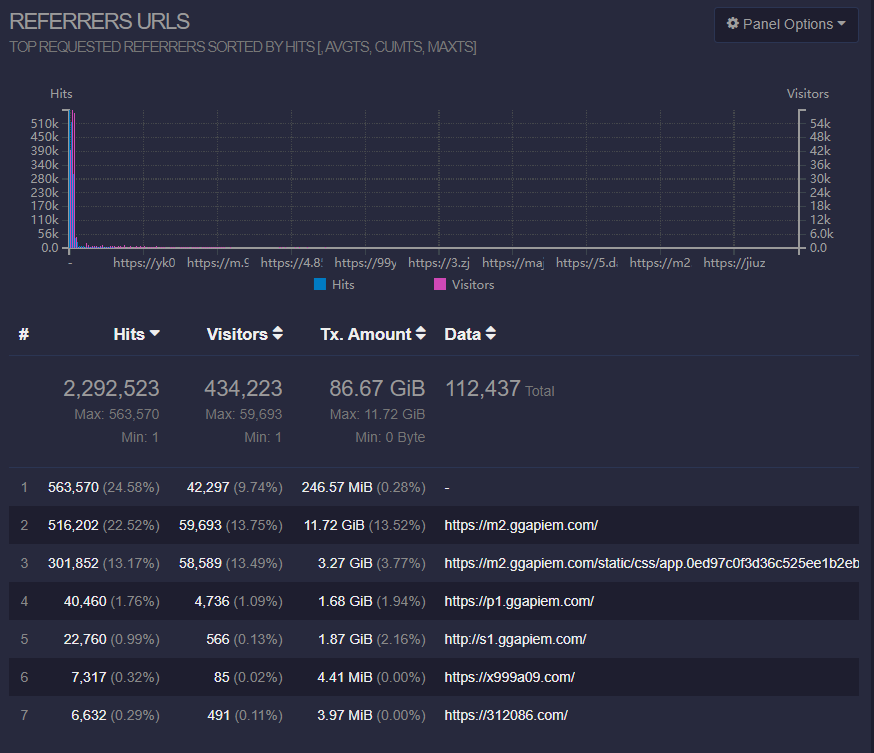 REFERRERS URLS
Panel Options
TOP REQUESTED REFERRERS SORTED BY HITS [, AVGTS, CUMTS, MAXTS]
Hits Visitors
510k 54k
450k 48k
390k 42k
340k 36k
280k 30k
230k 24k
170k 18k
110k 12k
56k 6.0k
0.0 0.0
- https://yk0 https://m.9 https://4.8 https://99y https://3.zj https://maj https://5.d https://m2 https://jiuz
Hits Visitors
# Hits Visitors Tx. Amount Data
2,292,523 434,223 86.67 GiB 112,437 Total
Max: 563,570 Max: 59,693 Max: 11.72 GiB
Min: 1 Min: 1 Min: 0 Byte
1 563,570 (24.58%) 42,297 (9.74%) 246.57 MiB (0.28%) -
2 516,202 (22.52%) 59,693 (13.75%) 11.72 GiB (13.52%) https://m2.ggapiem.com/
3 301,852 (13.17%) 58,589 (13.49%) 3.27 GiB (3.77%) https://m2.ggapiem.com/static/css/app.0ed97c0f3d36c525ee1b2eb
4 40,460 (1.76%) 4,736 (1.09%) 1.68 GiB (1.94%) https://p1.ggapiem.com/
5 22,760 (0.99%) 566 (0.13%) 1.87 GiB (2.16%) http://s1.ggapiem.com/
6 7,317 (0.32%) 85 (0.02%) 4.41 MiB (0.00%) https://x999a09.com/
7 6,632 (0.29%) 491 (0.11%) 3.97 MiB (0.00%) https://312086.com/